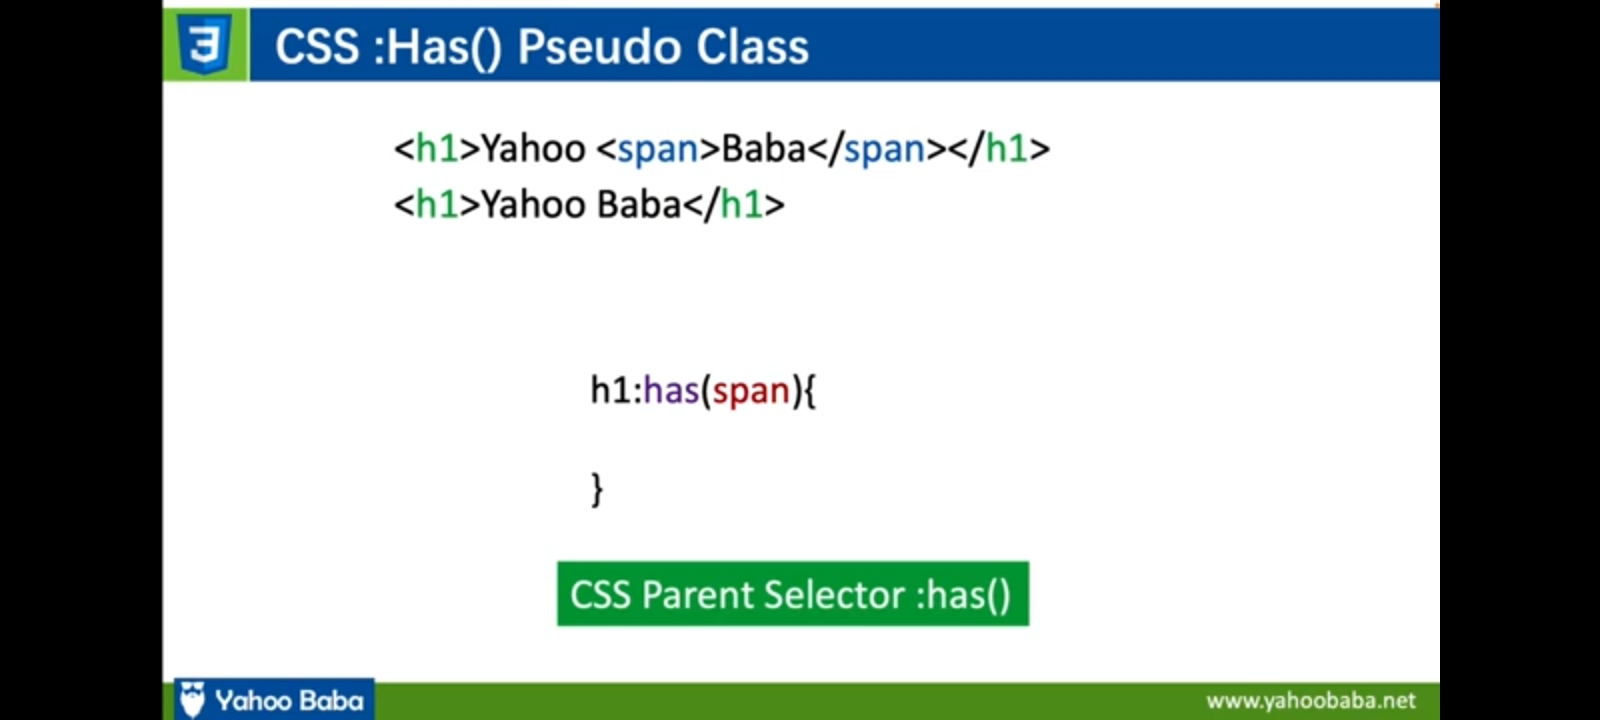 CSS :Has() Pseudo Class
<h1>Yahoo <span>Baba</span></h1>
<h1>Yahoo Baba</h1>
h1:has(span){
}
CSS Parent Selector :has()
Yahoo Baba
www.yahoobaba.net